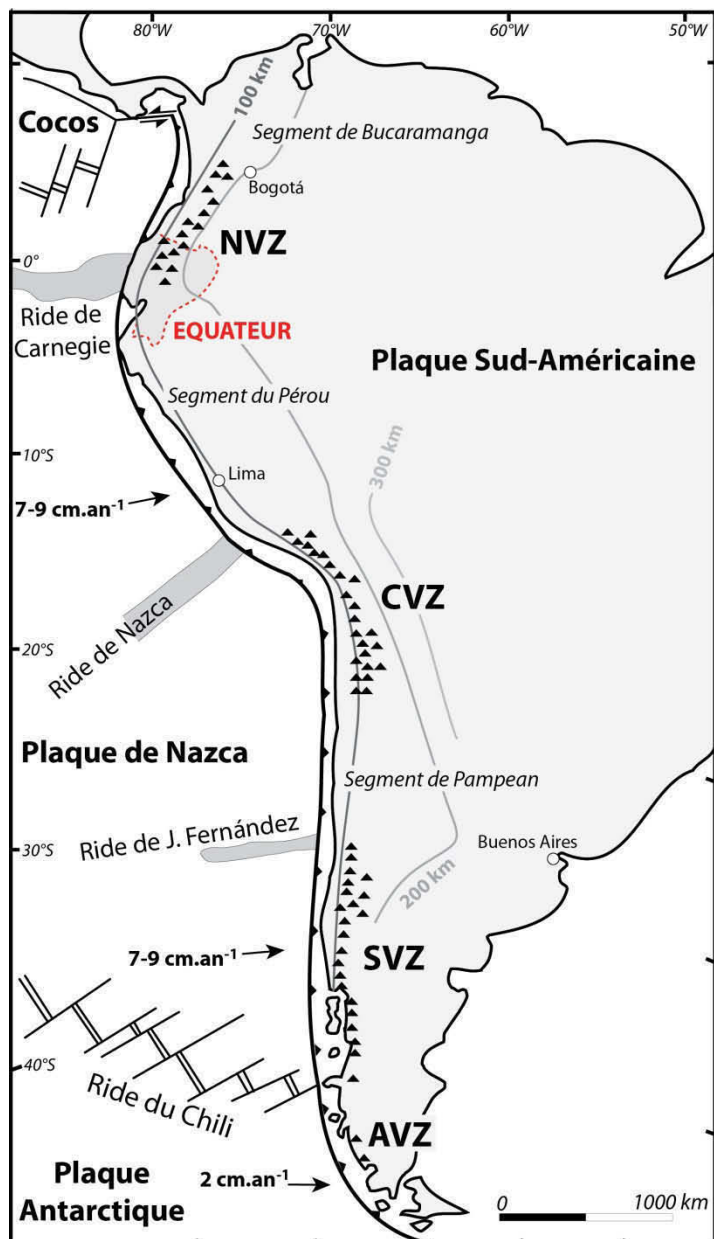 80°W
70°W
60°W
50°W
100 km
Cocos
Segment de Bucaramanga
Bogotá
NVZ
0°
Ride de
Carnegie
EQUATEUR
Plaque Sud-Américaine
Segment du Pérou
300 km
10°S
Lima
7-9 cm.an⁻¹
CVZ
Ride de Nazca
20°S
Plaque de Nazca
Segment de Pampean
Ride de J. Fernández
Buenos Aires
30°S
200 km
7-9 cm.an⁻¹
SVZ
40°S
Ride du Chili
AVZ
Plaque
Antarctique
2 cm.an⁻¹
0 1000 km